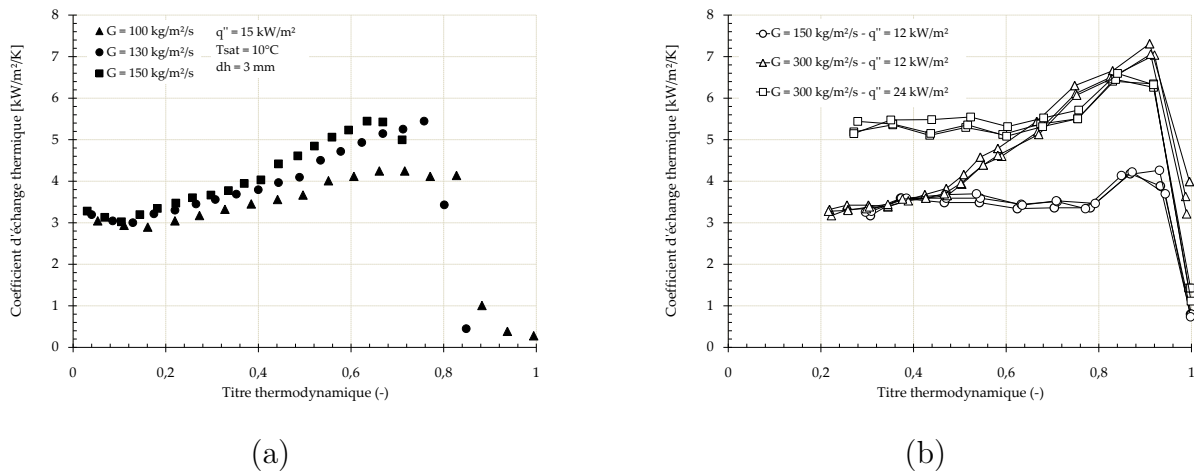 8
7
6
5
4
3
2
1
0
Coefficient d'échange thermique [kW/m²/K]
G = 100 kg/m²/s
G = 130 kg/m²/s
G = 150 kg/m²/s
q'' = 15 kW/m²
Tsat = 10°C
dh = 3 mm
0 0,2 0,4 0,6 0,8 1
Titre thermodynamique (-)
(a)
8
7
6
5
4
3
2
1
0
Coefficient d'échange thermique [kW/m²/K]
G = 150 kg/m²/s - q'' = 12 kW/m²
G = 300 kg/m²/s - q'' = 12 kW/m²
G = 300 kg/m²/s - q'' = 24 kW/m²
0 0,2 0,4 0,6 0,8 1
Titre thermodynamique (-)
(b)